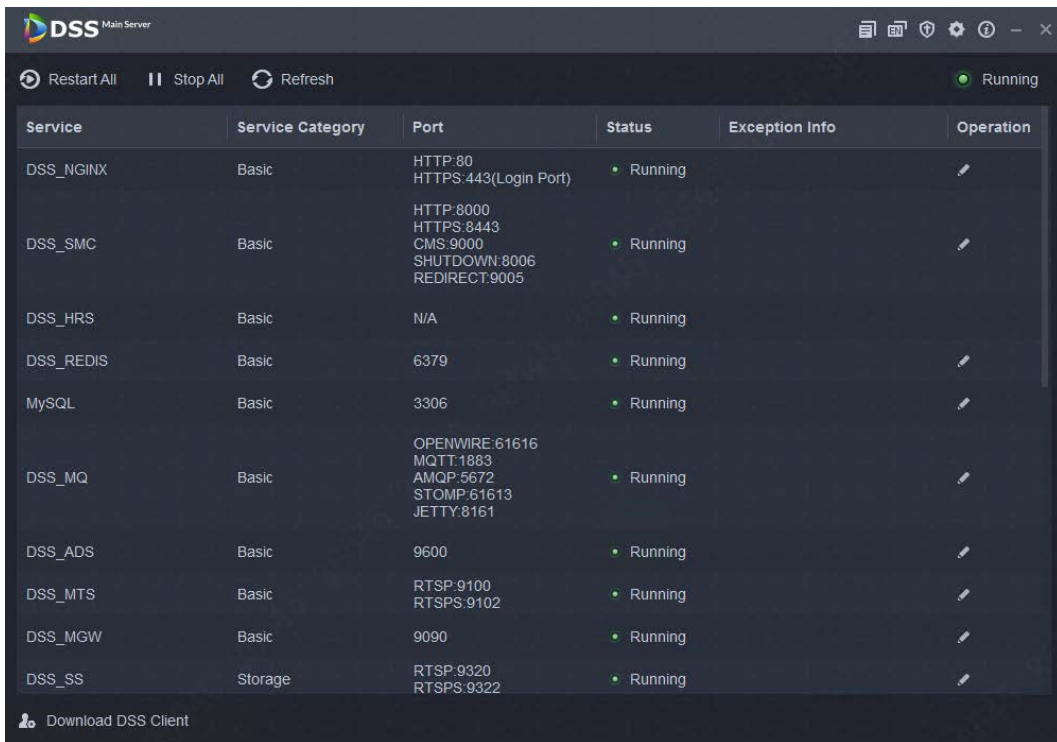 DSS Main Server
EN
Restart All Stop All Refresh Running
Service Service Category Port Status Exception Info Operation
DSS_NGINX Basic HTTP:80 Running
HTTPS:443(Login Port)
DSS_SMC Basic HTTP:8000 Running
HTTPS:8443
CMS:9000
SHUTDOWN:8006
REDIRECT:9005
DSS_HRS Basic N/A Running
DSS_REDIS Basic 6379 Running
MySQL Basic 3306 Running
DSS_MQ Basic OPENWIRE:61616 Running
MQTT:1883
AMQP:5672
STOMP:61613
JETTY:8161
DSS_ADS Basic 9600 Running
DSS_MTS Basic RTSP:9100 Running
RTSPS:9102
DSS_MGW Basic 9090 Running
DSS_SS Storage RTSP:9320 Running
RTSPS:9322
Download DSS Client